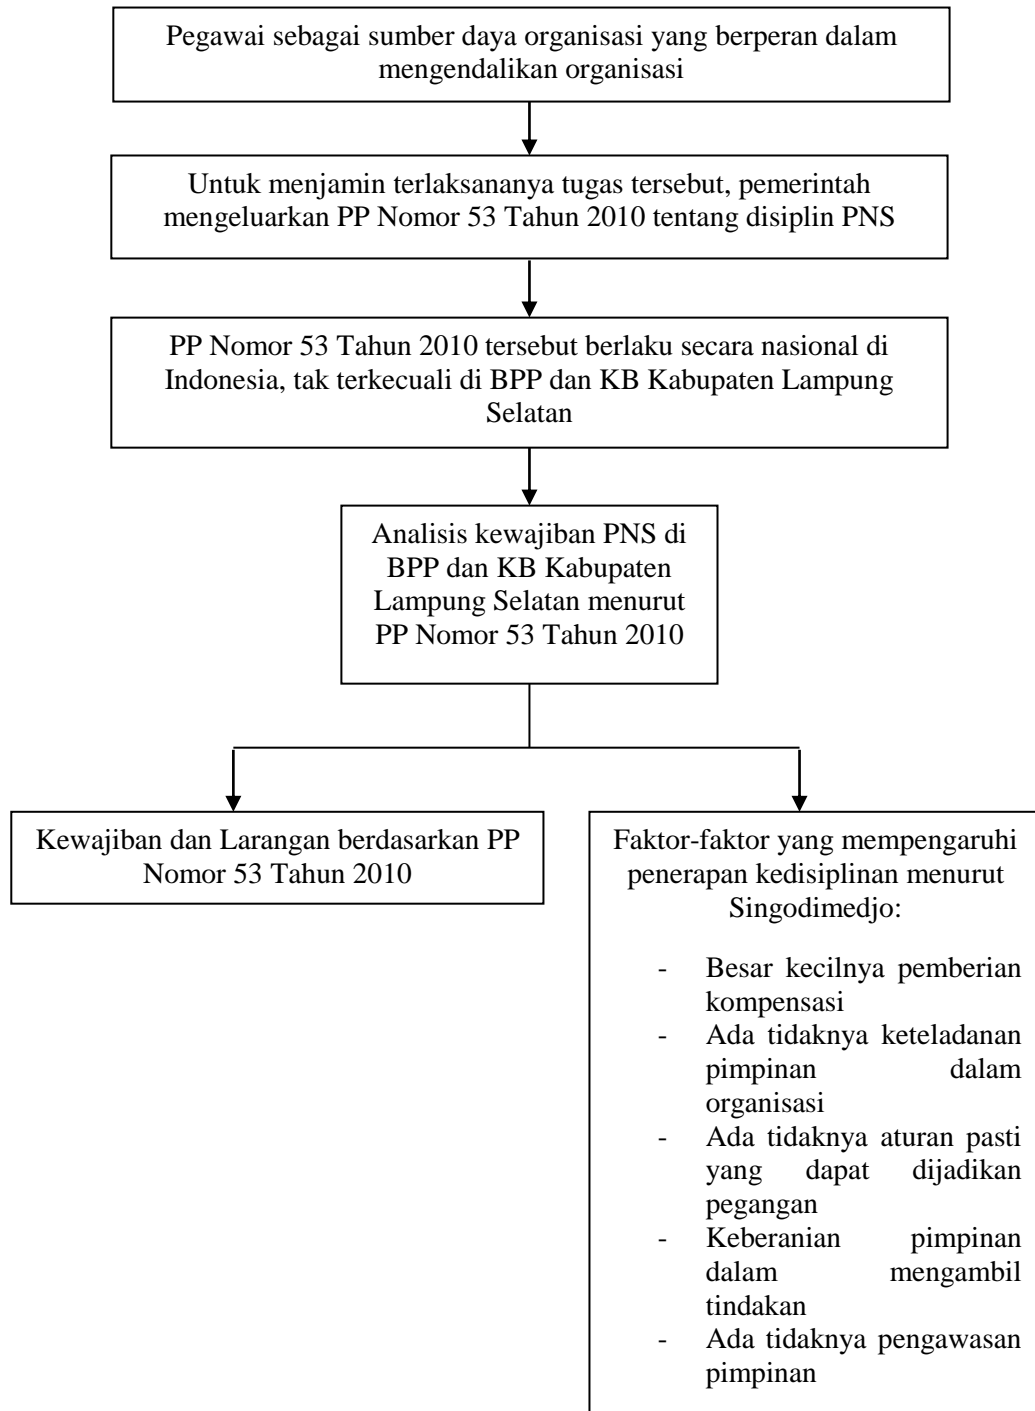 Pegawai sebagai sumber daya organisasi yang berperan dalam
mengendalikan organisasi
Untuk menjamin terlaksananya tugas tersebut, pemerintah
mengeluarkan PP Nomor 53 Tahun 2010 tentang disiplin PNS
PP Nomor 53 Tahun 2010 tersebut berlaku secara nasional di
Indonesia, tak terkecuali di BPP dan KB Kabupaten Lampung
Selatan
Analisis kewajiban PNS di
BPP dan KB Kabupaten
Lampung Selatan menurut
PP Nomor 53 Tahun 2010
Kewajiban dan Larangan berdasarkan PP
Nomor 53 Tahun 2010
Faktor-faktor yang mempengaruhi
penerapan kedisiplinan menurut
Singodimedjo:
- Besar kecilnya pemberian
kompensasi
- Ada tidaknya keteladanan
pimpinan dalam
organisasi
- Ada tidaknya aturan pasti
yang dapat dijadikan
pegangan
- Keberanian pimpinan
dalam mengambil
tindakan
- Ada tidaknya pengawasan
pimpinan